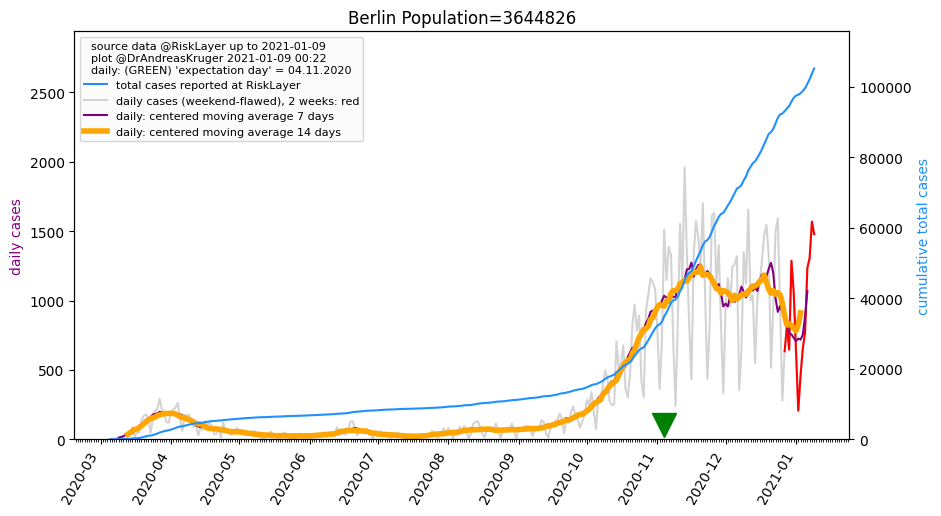 Berlin Population=3644826
source data @RiskLayer up to 2021-01-09
plot @DrAndreasKruger 2021-01-09 00:22
daily: (GREEN) 'expectation day' = 04.11.2020
total cases reported at RiskLayer
daily cases (weekend-flawed), 2 weeks: red
daily: centered moving average 7 days
daily: centered moving average 14 days
daily cases
2500
2000
1500
1000
500
0
100000
80000
60000
40000
20000
0
cumulative total cases
2020-03
2020-04
2020-05
2020-06
2020-07
2020-08
2020-09
2020-10
2020-11
2020-12
2021-01